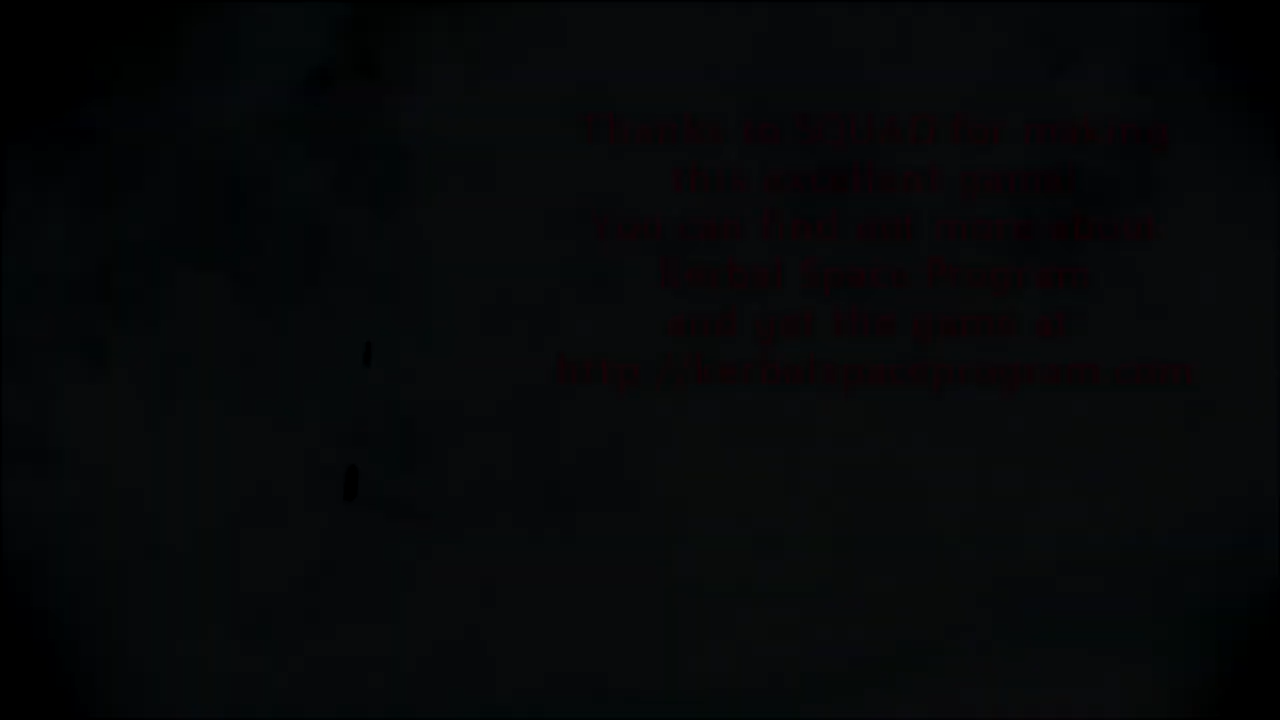 Thanks to SQUAD for making
this excellent game!
You can find out more about
Kerbal Space Program
and get the game at
http://kerbalspaceprogram.com